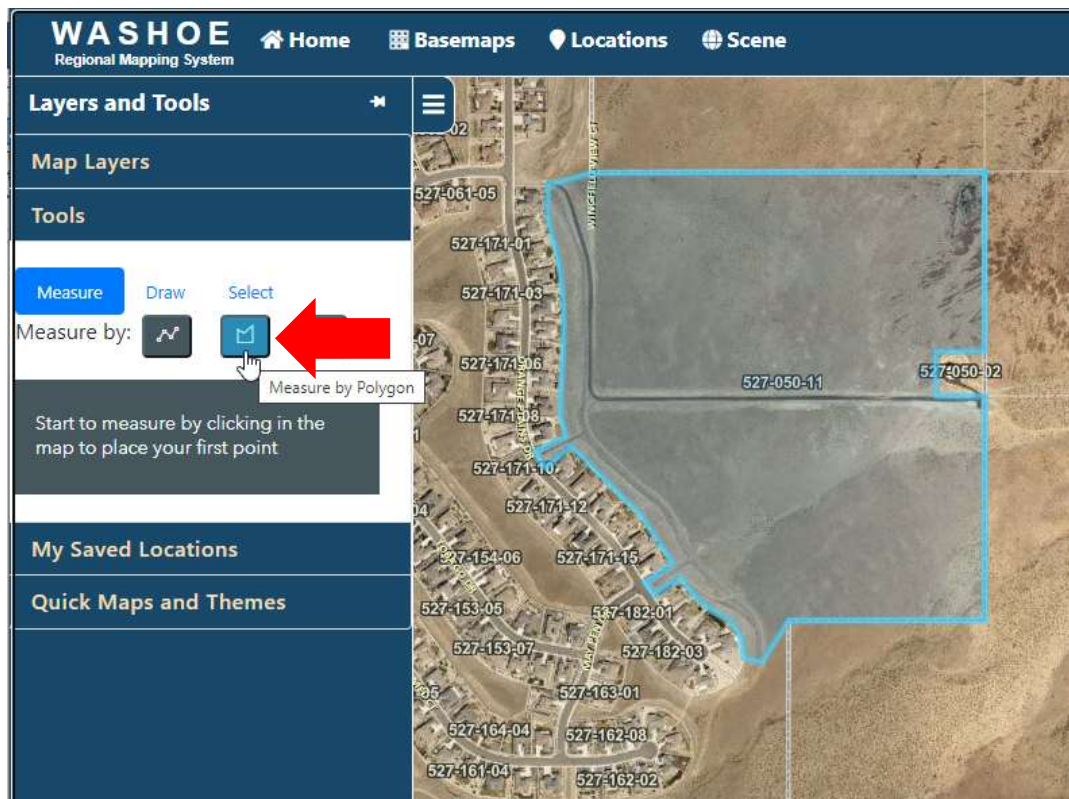 WASHOE
Regional Mapping System
Home
Basemaps
Locations
Scene
Layers and Tools
Map Layers
Tools
Measure
Draw
Select
Measure by:
Measure by Polygon
Start to measure by clicking in the
map to place your first point
My Saved Locations
Quick Maps and Themes
WINGFIELD VIEW CT
527-061-05
527-171-01
527-171-03
527-171-06
527-171-08
527-171-10
527-171-12
527-171-15
527-050-11
527-050-02
527-154-06
527-153-05
527-182-01
527-153-07
527-182-03
527-163-01
527-164-04
527-162-08
527-161-04
527-162-02